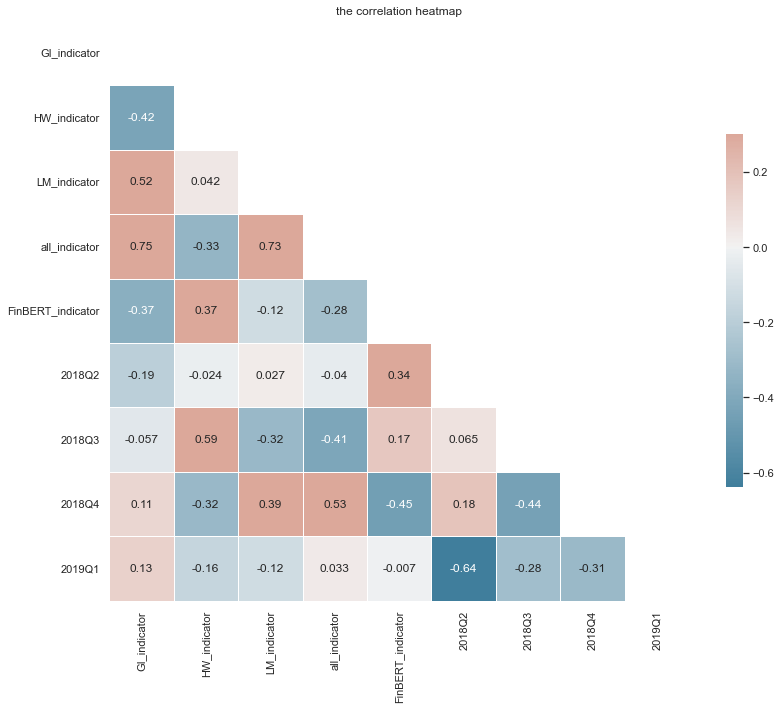 the correlation heatmap
GI_indicator
HW_indicator -0.42
LM_indicator 0.52 0.042
all_indicator 0.75 -0.33 0.73
FinBERT_indicator -0.37 0.37 -0.12 -0.28
2018Q2 -0.19 -0.024 0.027 -0.04 0.34
2018Q3 -0.057 0.59 -0.32 -0.41 0.17 0.065
2018Q4 0.11 -0.32 0.39 0.53 -0.45 0.18 -0.44
2019Q1 0.13 -0.16 -0.12 0.033 -0.007 -0.64 -0.28 -0.31
GI_indicator HW_indicator LM_indicator all_indicator FinBERT_indicator 2018Q2 2018Q3 2018Q4 2019Q1
0.2
0.0
−0.2
−0.4
−0.6